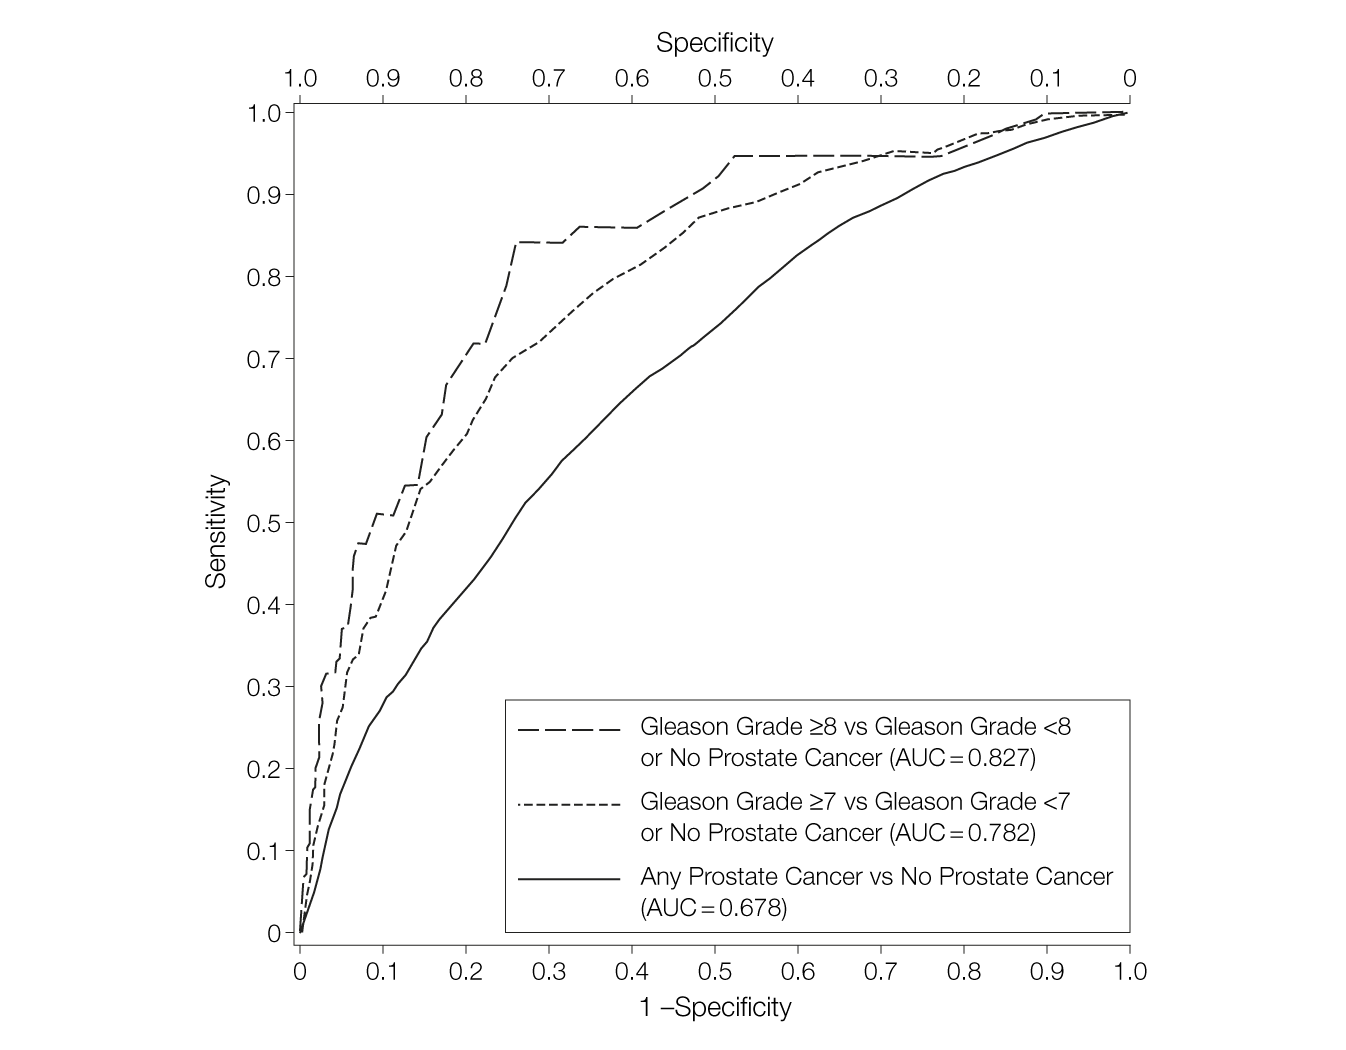 Specificity
1.0 0.9 0.8 0.7 0.6 0.5 0.4 0.3 0.2 0.1 0
1.0
0.9
0.8
0.7
0.6
0.5
0.4
0.3
0.2
0.1
0
Sensitivity
Gleason Grade ≥8 vs Gleason Grade <8
or No Prostate Cancer (AUC=0.827)
Gleason Grade ≥7 vs Gleason Grade <7
or No Prostate Cancer (AUC=0.782)
Any Prostate Cancer vs No Prostate Cancer
(AUC=0.678)
0 0.1 0.2 0.3 0.4 0.5 0.6 0.7 0.8 0.9 1.0
1 –Specificity